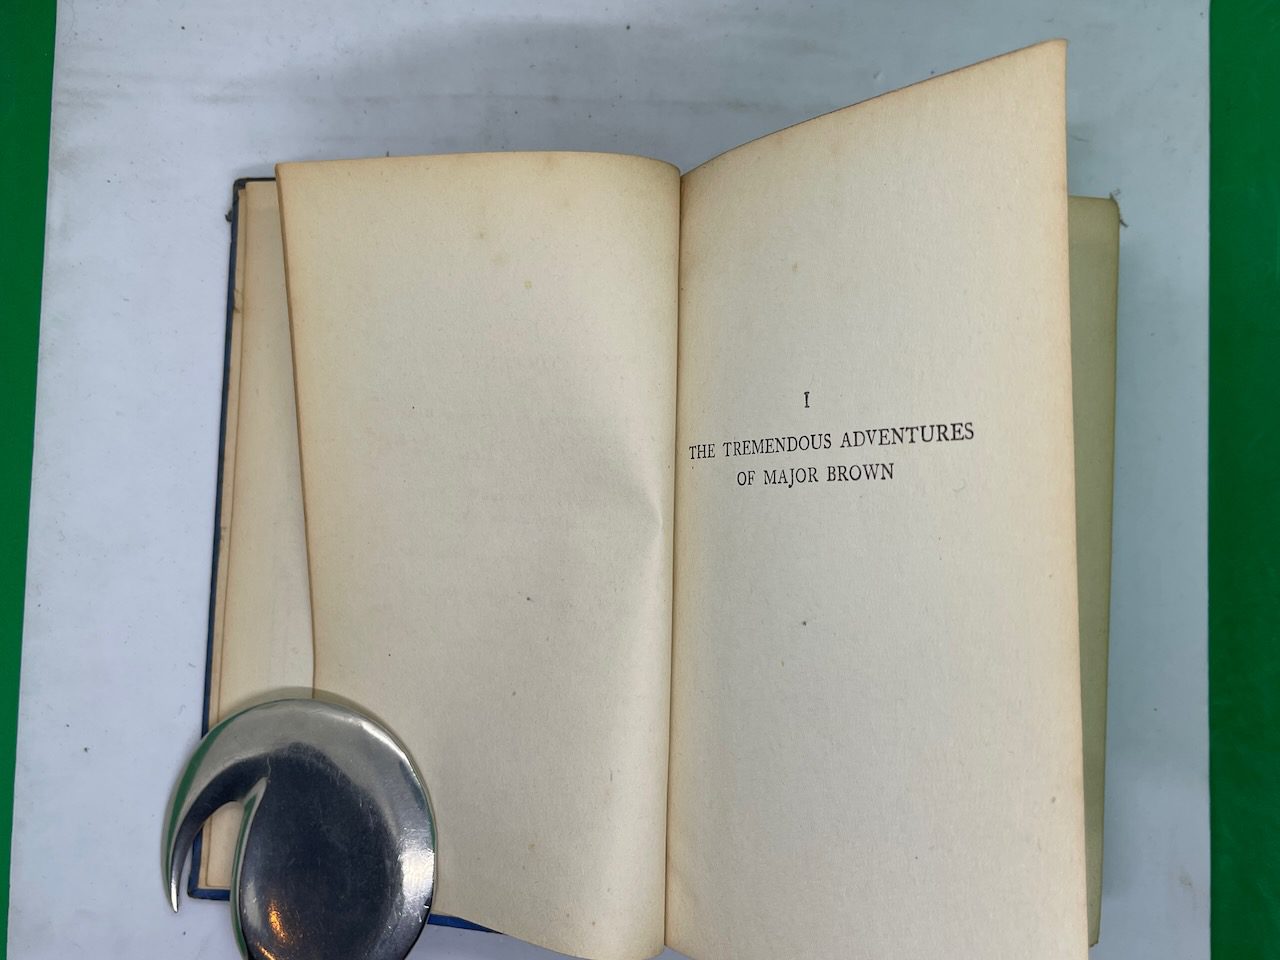 I
THE TREMENDOUS ADVENTURES
OF MAJOR BROWN